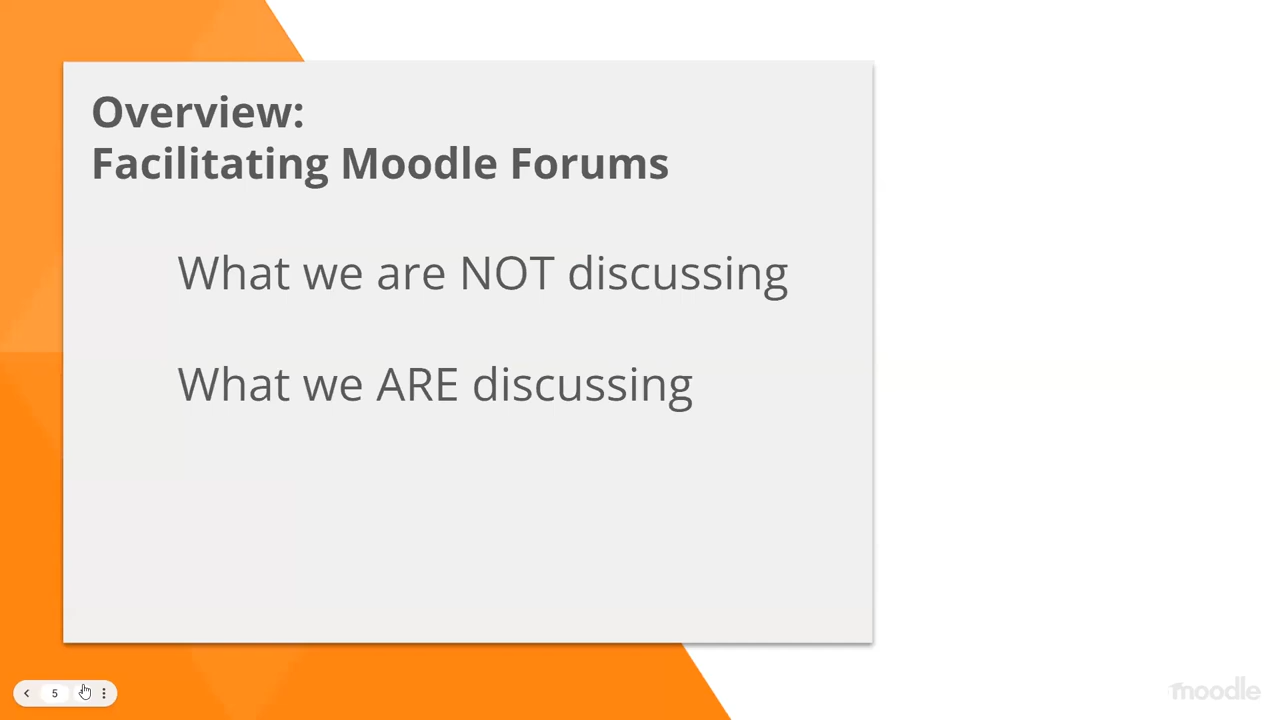 Overview:
Facilitating Moodle Forums
What we are NOT discussing
What we ARE discussing
5
moodle